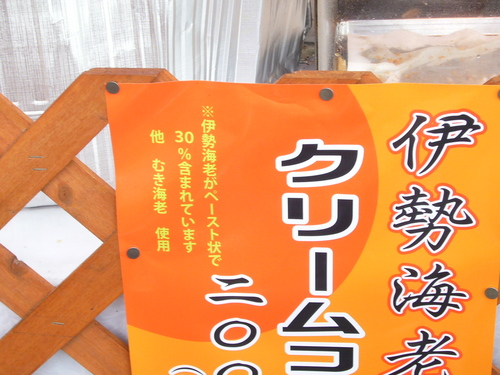 伊勢海老
クリームコ
二〇〇
※伊勢海老がペースト状で
30%含まれています
他 むき海老 使用